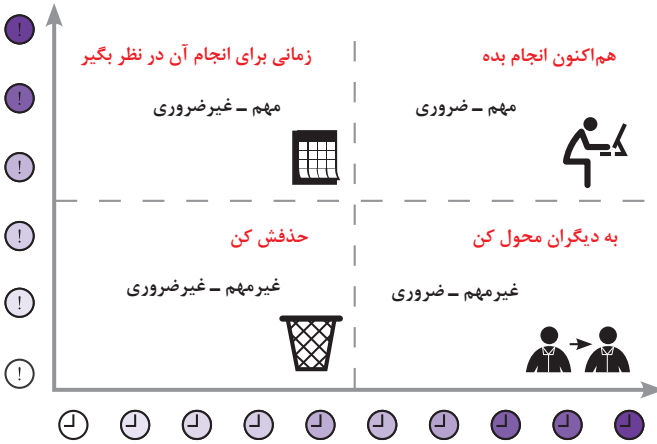 هم‌اکنون انجام بده
مهم ـ ضروری
زمانی برای انجام آن در نظر بگیر
مهم ـ غیرضروری
به دیگران محول کن
غیرمهم ـ ضروری
حذفش کن
غیرمهم ـ غیرضروری
!
!
!
!
!
!